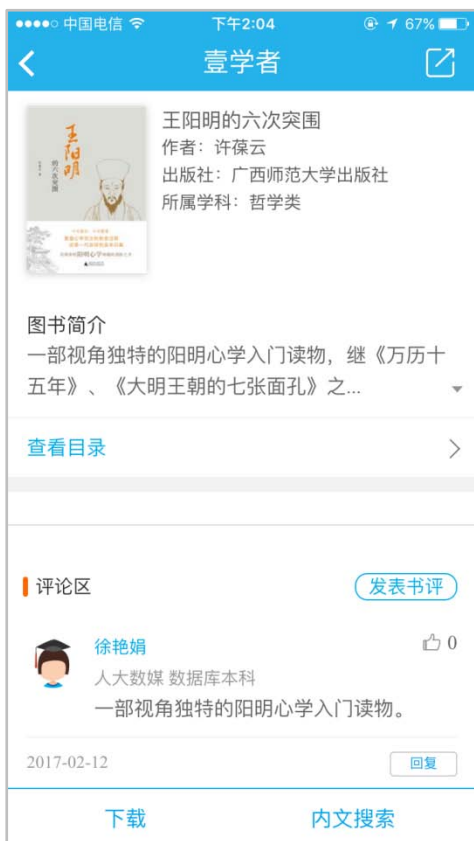 中国电信 下午2:04 67%
壹学者
王阳明
的六次突围
王阳明的六次突围
作者：许葆云
出版社：广西师范大学出版社
所属学科：哲学类
图书简介
一部视角独特的阳明心学入门读物，继《万历十
五年》、《大明王朝的七张面孔》之...
查看目录
评论区 发表书评
徐艳娟 0
人大数媒 数据库本科
一部视角独特的阳明心学入门读物。
2017-02-12 回复
下载 内文搜索